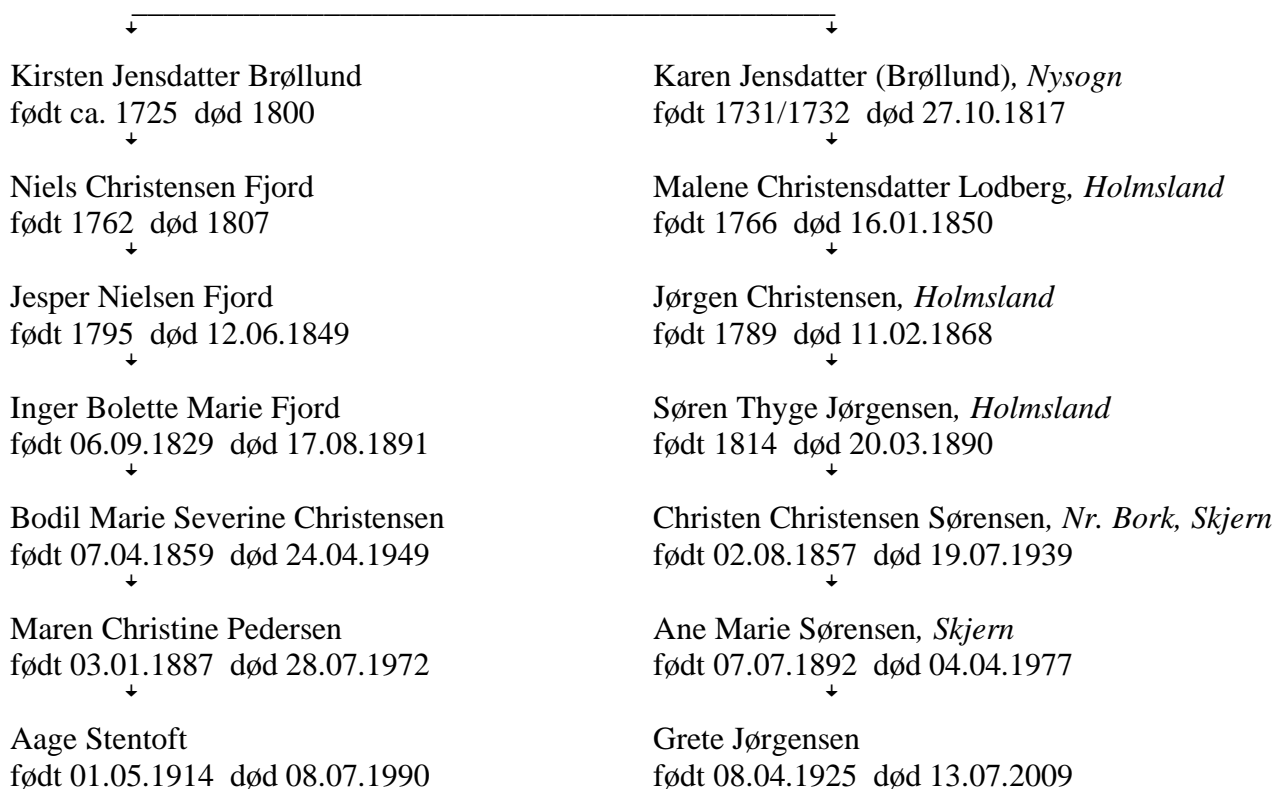 Kirsten Jensdatter Brøllund
født ca. 1725  død 1800
Niels Christensen Fjord
født 1762  død 1807
Jesper Nielsen Fjord
født 1795  død 12.06.1849
Inger Bolette Marie Fjord
født 06.09.1829  død 17.08.1891
Bodil Marie Severine Christensen
født 07.04.1859  død 24.04.1949
Maren Christine Pedersen
født 03.01.1887  død 28.07.1972
Aage Stentoft
født 01.05.1914  død 08.07.1990
Karen Jensdatter (Brøllund), Nysogn
født 1731/1732  død 27.10.1817
Malene Christensdatter Lodberg, Holmsland
født 1766  død 16.01.1850
Jørgen Christensen, Holmsland
født 1789  død 11.02.1868
Søren Thyge Jørgensen, Holmsland
født 1814  død 20.03.1890
Christen Christensen Sørensen, Nr. Bork, Skjern
født 02.08.1857  død 19.07.1939
Ane Marie Sørensen, Skjern
født 07.07.1892  død 04.04.1977
Grete Jørgensen
født 08.04.1925  død 13.07.2009